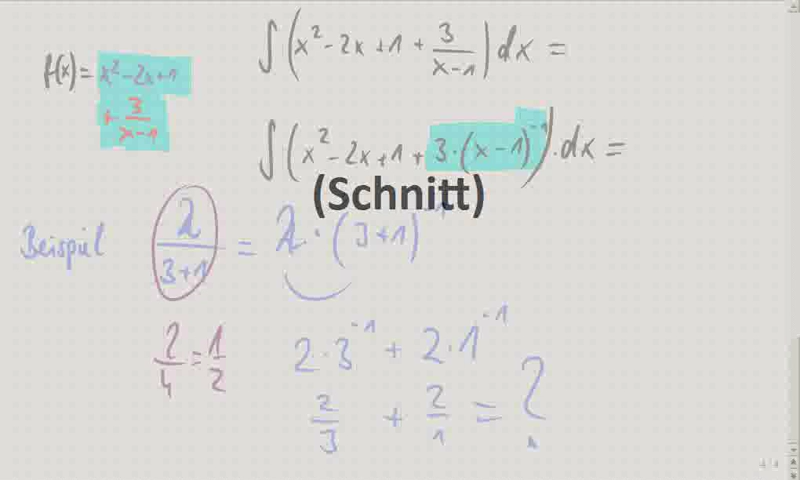 ∫(x² - 2x + 1 + 3/(x-1)) dx =
f(x) = x² - 2x + 1
+ 3/(x-1)
∫(x² - 2x + 1 + 3·(x-1)⁻¹)·dx =
(Schnitt)
Beispiel 2/(3+1) = 2·(3+1)⁻¹
2/4 = 1/2
2·3⁻¹ + 2·1⁻¹
2/3 + 2/1 = ?
4/4